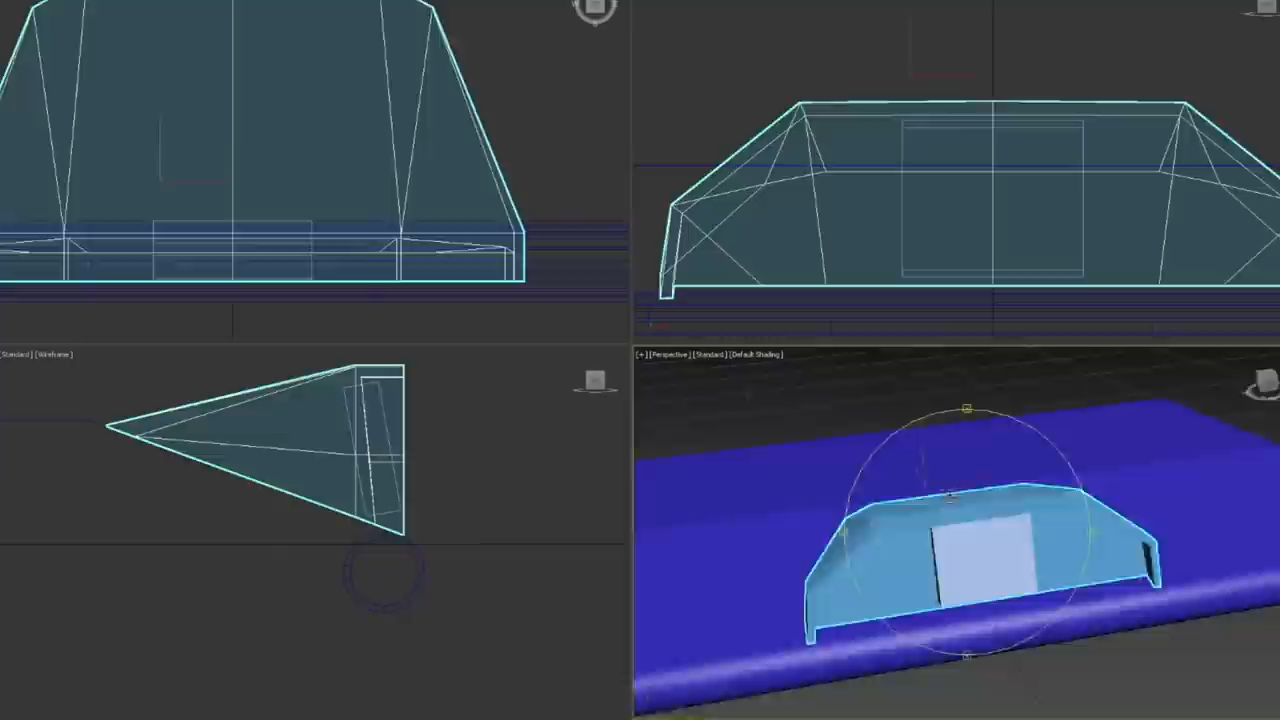 [Standard] [Wireframe]
[+] [Perspective] [Standard] [Default Shading]